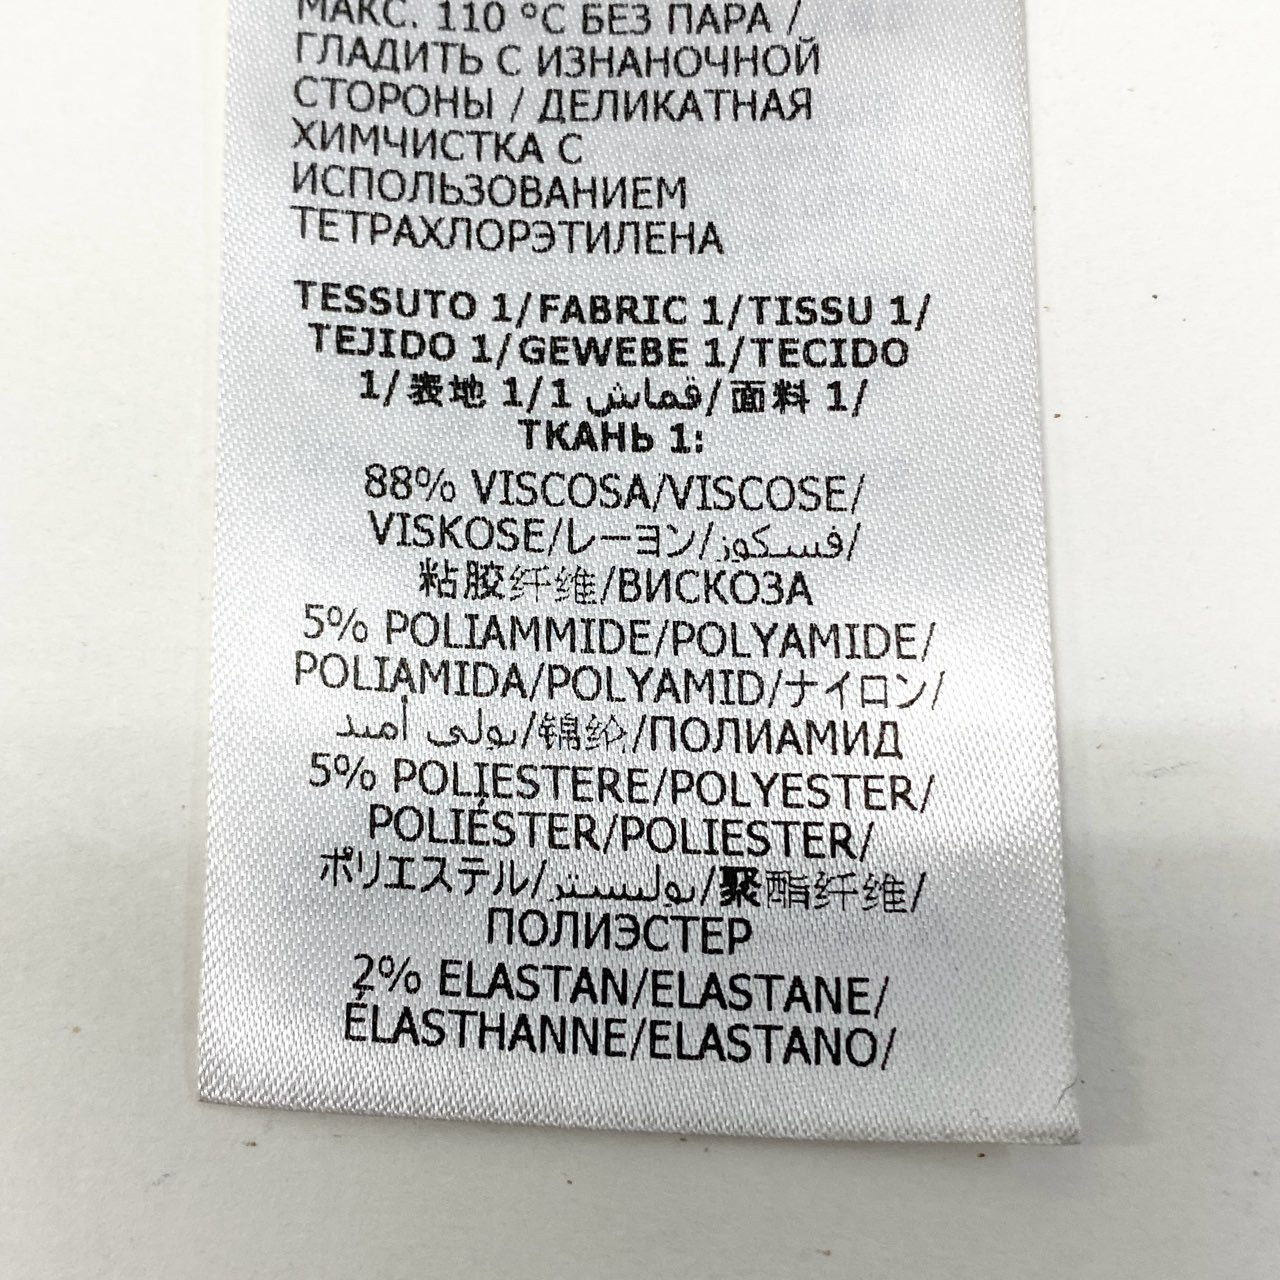 МАКС. 110 °C БЕЗ ПАРА /
ГЛАДИТЬ С ИЗНАНОЧНОЙ
СТОРОНЫ / ДЕЛИКАТНАЯ
ХИМЧИСТКА С
ИСПОЛЬЗОВАНИЕМ
ТЕТРАХЛОРЭТИЛЕНА
TESSUTO 1/FABRIC 1/TISSU 1/
TEJIDO 1/GEWEBE 1/TECIDO
1/表地 1/1 قماش/面料 1/
ТКАНЬ 1:
88% VISCOSA/VISCOSE/
VISKOSE/レーヨン/فسكوز/
粘胶纤维/ВИСКОЗА
5% POLIAMMIDE/POLYAMIDE/
POLIAMIDA/POLYAMID/ナイロン/
بولي أميد/锦纶/ПОЛИАМИД
5% POLIESTERE/POLYESTER/
POLIÉSTER/POLIESTER/
ポリエステル/بوليستر/聚酯纤维/
ПОЛИЭСТЕР
2% ELASTAN/ELASTANE/
ÉLASTHANNE/ELASTANO/